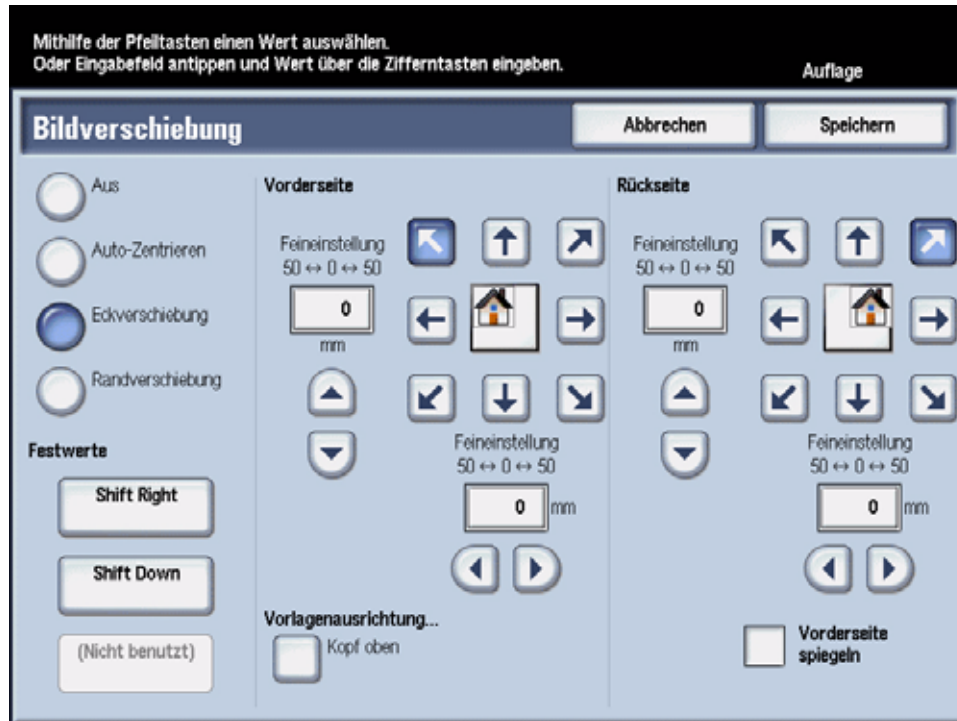 Mithilfe der Pfeiltasten einen Wert auswählen.
Oder Eingabefeld antippen und Wert über die Zifferntasten eingeben.
Auflage
Bildverschiebung
Abbrechen
Speichern
Aus
Auto-Zentrieren
Eckverschiebung
Randverschiebung
Festwerte
Shift Right
Shift Down
(Nicht benutzt)
Vorderseite
Feineinstellung
50 ↔ 0 ↔ 50
0
mm
Feineinstellung
50 ↔ 0 ↔ 50
0 mm
Vorlagenausrichtung...
Kopf oben
Rückseite
Feineinstellung
50 ↔ 0 ↔ 50
0
mm
Feineinstellung
50 ↔ 0 ↔ 50
0 mm
Vorderseite
spiegeln